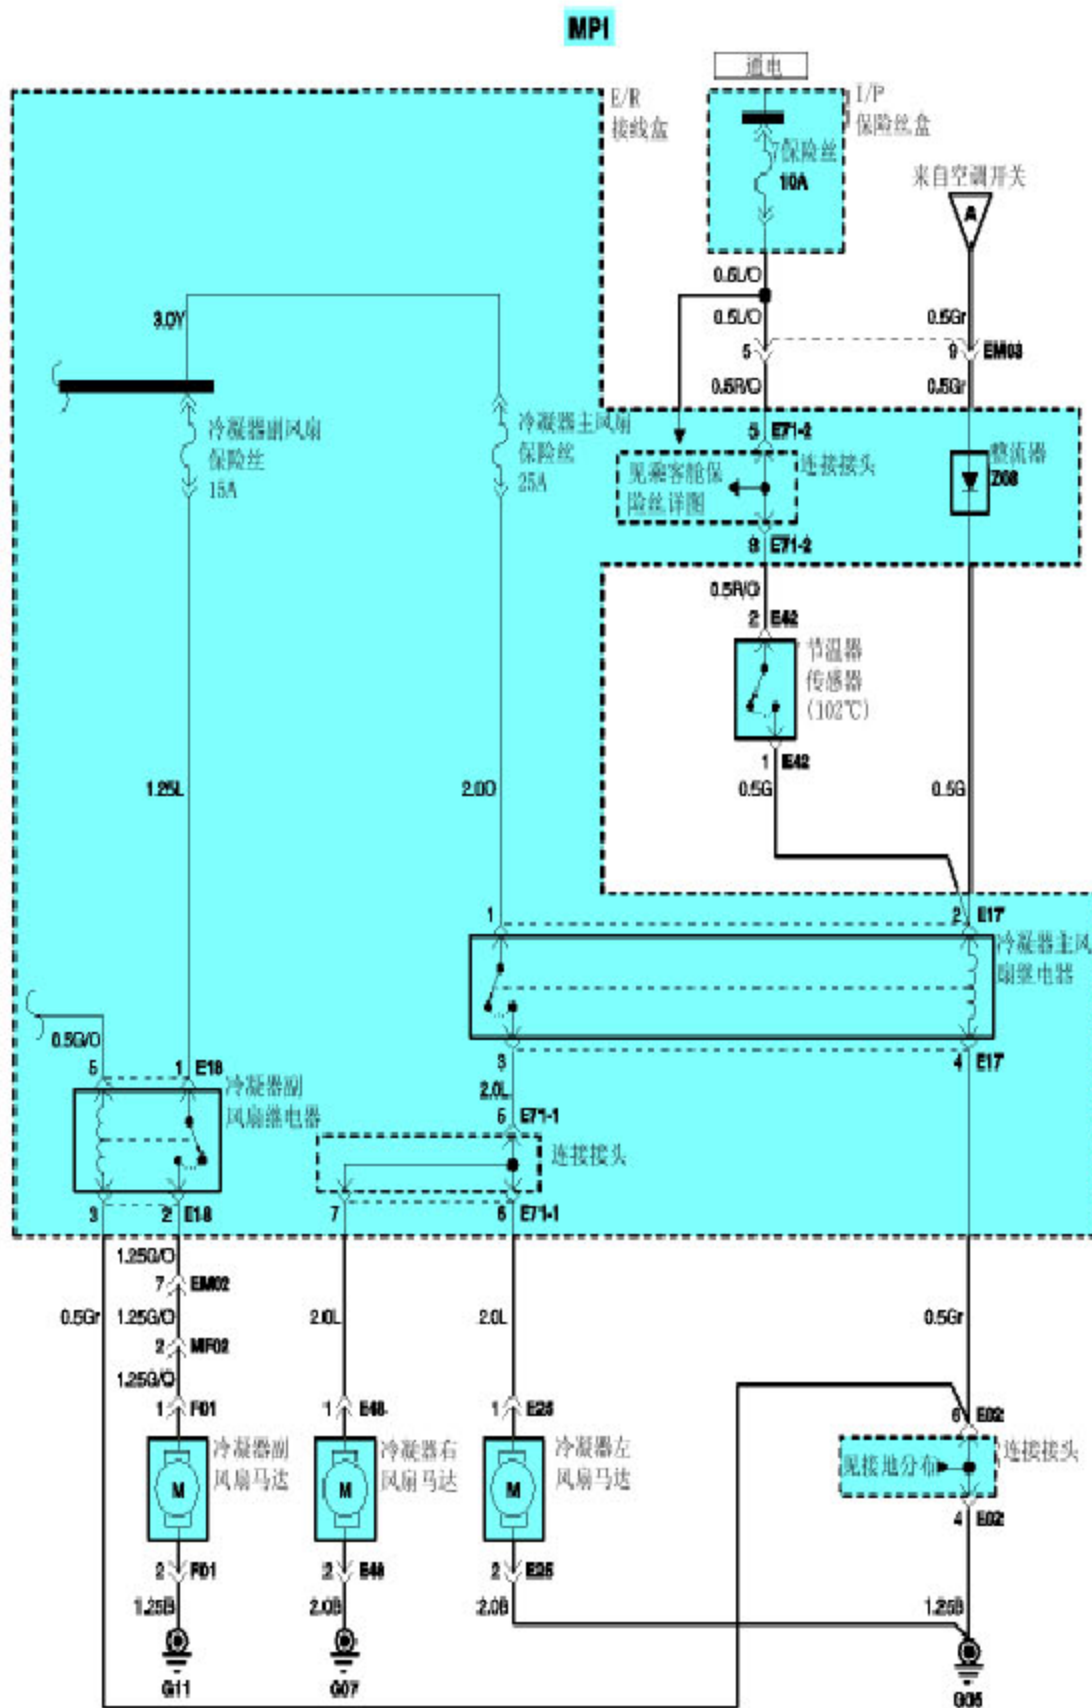 MPI
通电
E/R
接线盒
I/P
保险丝盒
7保险丝
10A
来自空调开关
A
0.5L/O
3.0Y
0.5L/O
0.5Gr
5
9
EM03
0.5R/O
0.5Gr
冷凝器副风扇
保险丝
15A
冷凝器主风扇
保险丝
25A
5
E71-2
连接接头
见乘客舱保
险丝详图
整流器
Z08
8
E71-2
0.5R/O
2
E42
节温器
传感器
(102℃)
1
E42
1.25L
2.0O
0.5G
0.5G
1
2
E17
冷凝器主风
扇继电器
0.5G/O
5
1
E18
冷凝器副
风扇继电器
3
4
E17
2.0L
5
E71-1
连接接头
3
2
E18
7
6
E71-1
1.25G/O
7
EM02
0.5Gr
1.25G/O
2.0L
2.0L
0.5Gr
2
MF02
1.25G/O
1
F01
1
E48
1
E25
6
E02
冷凝器副
风扇马达
M
冷凝器右
风扇马达
M
冷凝器左
风扇马达
M
见接地分布
连接接头
4
E02
2
F01
2
E48
2
E25
1.25B
2.0B
2.0B
1.25B
G11
G07
G05